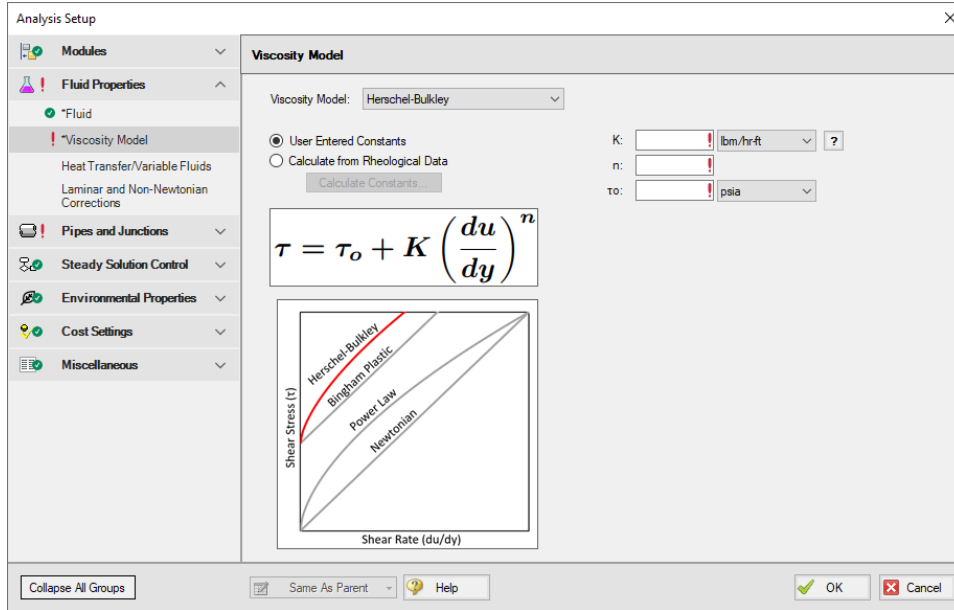 Analysis Setup
Modules
Fluid Properties
*Fluid
*Viscosity Model
Heat Transfer/Variable Fluids
Laminar and Non-Newtonian
Corrections
Pipes and Junctions
Steady Solution Control
Environmental Properties
Cost Settings
Miscellaneous
Collapse All Groups
Viscosity Model
Viscosity Model: Herschel-Bulkley
User Entered Constants
Calculate from Rheological Data
Calculate Constants...
K: ! lbm/hr-ft ?
n: !
τo: ! psia
τ = τₒ + K (du/dy)ⁿ
Herschel-Bulkley
Bingham Plastic
Power Law
Newtonian
Shear Stress (τ)
Shear Rate (du/dy)
Same As Parent
Help
OK
Cancel